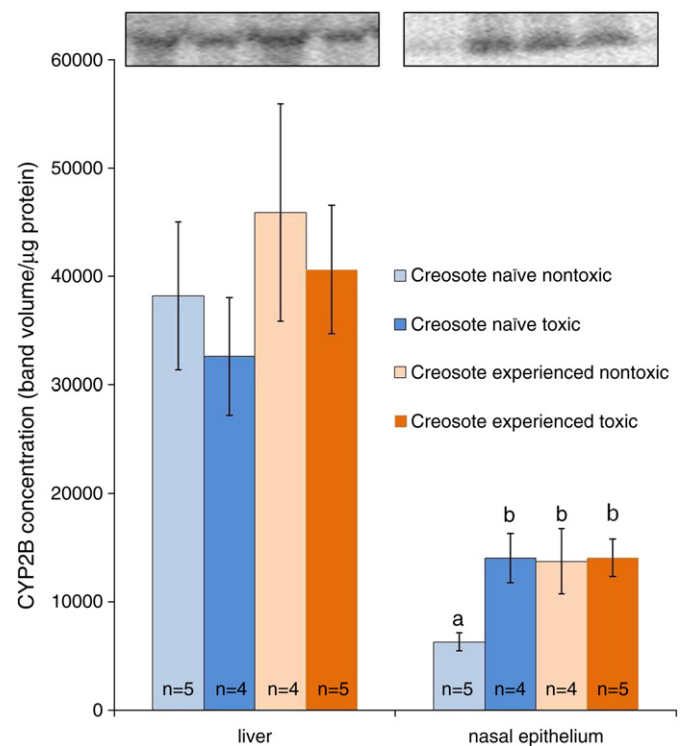 60000
50000
40000
30000
20000
10000
0
CYP2B concentration (band volume/μg protein)
Creosote naïve nontoxic
Creosote naïve toxic
Creosote experienced nontoxic
Creosote experienced toxic
a
b
b
b
n=5
n=4
n=4
n=5
n=5
n=4
n=4
n=5
liver
nasal epithelium